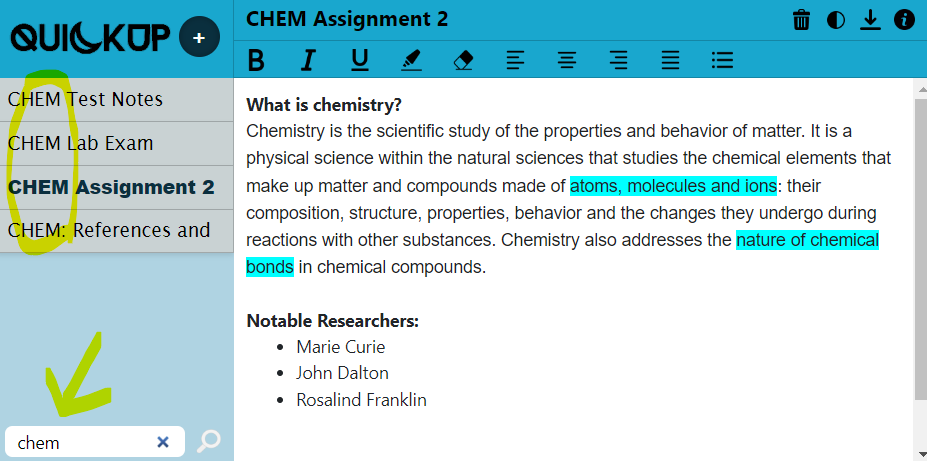 QUICKUP
+
CHEM Test Notes
CHEM Lab Exam
CHEM Assignment 2
CHEM: References and
chem
CHEM Assignment 2
B I U
What is chemistry?
Chemistry is the scientific study of the properties and behavior of matter. It is a
physical science within the natural sciences that studies the chemical elements that
make up matter and compounds made of atoms, molecules and ions: their
composition, structure, properties, behavior and the changes they undergo during
reactions with other substances. Chemistry also addresses the nature of chemical
bonds in chemical compounds.
Notable Researchers:
• Marie Curie
• John Dalton
• Rosalind Franklin